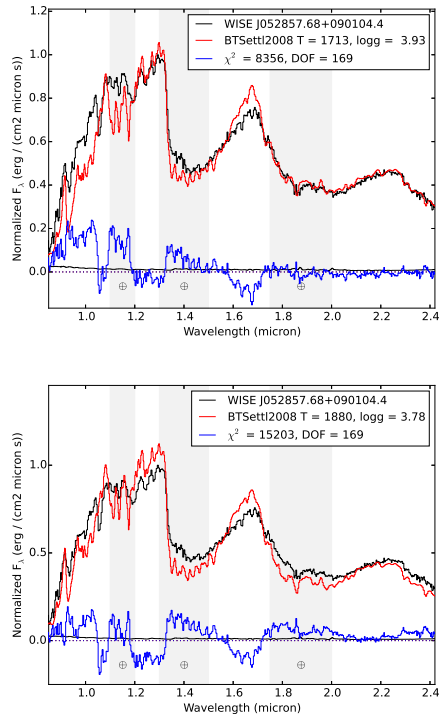 1.2
1.0
0.8
0.6
0.4
0.2
0.0
Normalized Fλ (erg / (cm2 micron s))
WISE J052857.68+090104.4
BTSettl2008 T = 1713, logg = 3.93
χ² = 8356, DOF = 169
⊕ ⊕ ⊕
1.0 1.2 1.4 1.6 1.8 2.0 2.2 2.4
Wavelength (micron)
1.0
0.5
0.0
Normalized Fλ (erg / (cm2 micron s))
WISE J052857.68+090104.4
BTSettl2008 T = 1880, logg = 3.78
χ² = 15203, DOF = 169
⊕ ⊕ ⊕
1.0 1.2 1.4 1.6 1.8 2.0 2.2 2.4
Wavelength (micron)